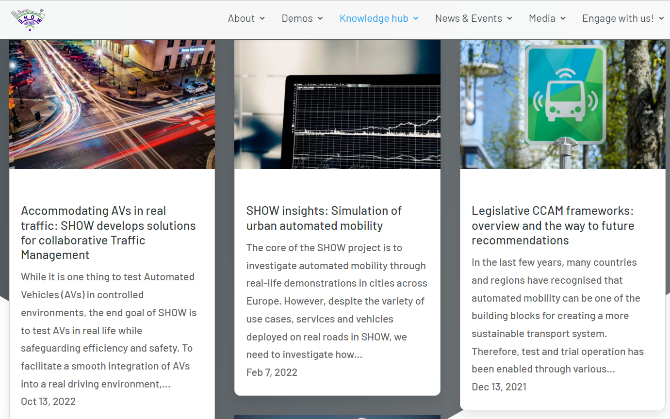 SHOW
About
Demos
Knowledge hub
News & Events
Media
Engage with us!
Accommodating AVs in real
traffic: SHOW develops solutions
for collaborative Traffic
Management
While it is one thing to test Automated
Vehicles (AVs) in controlled
environments, the end goal of SHOW is
to test AVs in real life while
safeguarding efficiency and safety. To
facilitate a smooth integration of AVs
into a real driving environment,...
Oct 13, 2022
SHOW insights: Simulation of
urban automated mobility
The core of the SHOW project is to
investigate automated mobility through
real-life demonstrations in cities across
Europe. However, despite the variety of
use cases, services and vehicles
deployed on real roads in SHOW, we
need to investigate how...
Feb 7, 2022
Legislative CCAM frameworks:
overview and the way to future
recommendations
In the last few years, many countries
and regions have recognised that
automated mobility can be one of the
building blocks for creating a more
sustainable transport system.
Therefore, test and trial operation has
been enabled through various...
Dec 13, 2021